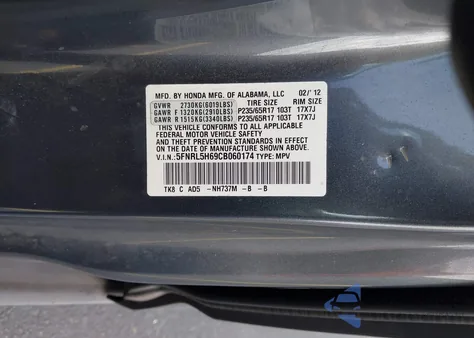 MFD. BY HONDA MFG. OF ALABAMA, LLC 02/'12
GVWR 2730KG(6019LBS) TIRE SIZE RIM SIZE
GAWR F 1320KG(2910LBS) P235/65R17 103T 17X7J
GAWR R 1515KG(3340LBS) P235/65R17 103T 17X7J
THIS VEHICLE CONFORMS TO ALL APPLICABLE
FEDERAL MOTOR VEHICLE SAFETY
AND THEFT PREVENTION STANDARDS IN EFFECT
ON THE DATE OF MANUFACTURE SHOWN ABOVE.
V.I.N.: 5FNRL5H69CB060174 TYPE: MPV
TK8 C AD5 -NH737M -B -B